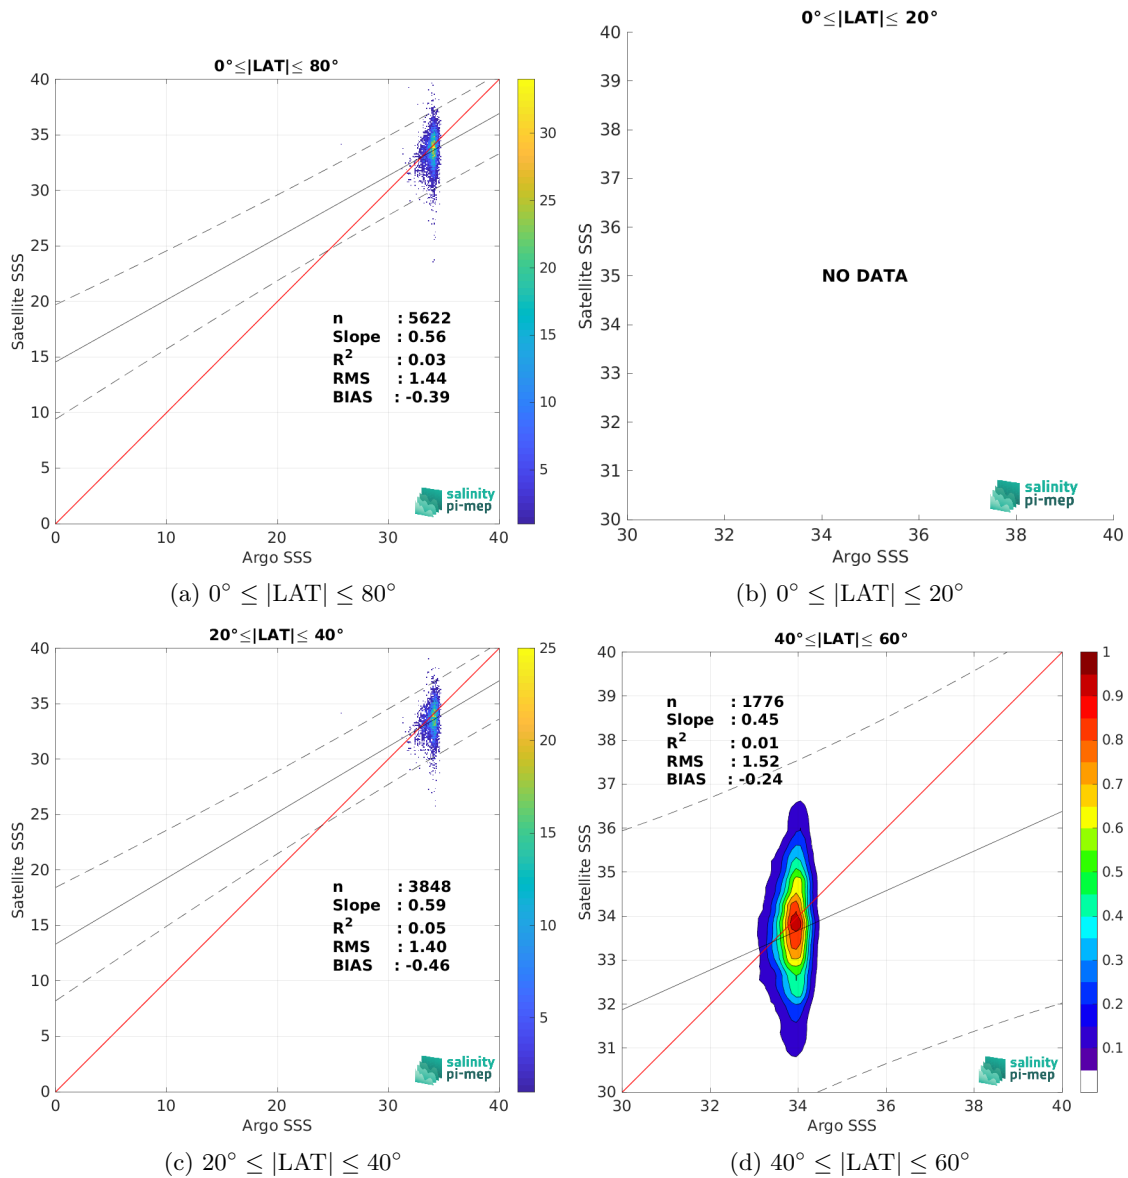 0°≤|LAT|≤ 80°
40
35
30
25
20
15
10
5
0
0
10
20
30
40
Satellite SSS
Argo SSS
n : 5622
Slope : 0.56
R² : 0.03
RMS : 1.44
BIAS : -0.39
salinity
pi-mep
30
25
20
15
10
5
(a) 0° ≤ |LAT| ≤ 80°
0°≤|LAT|≤ 20°
40
39
38
37
36
35
34
33
32
31
30
30
32
34
36
38
40
Satellite SSS
Argo SSS
NO DATA
salinity
pi-mep
(b) 0° ≤ |LAT| ≤ 20°
20°≤|LAT|≤ 40°
40
35
30
25
20
15
10
5
0
0
10
20
30
40
Satellite SSS
Argo SSS
n : 3848
Slope : 0.59
R² : 0.05
RMS : 1.40
BIAS : -0.46
salinity
pi-mep
25
20
15
10
5
(c) 20° ≤ |LAT| ≤ 40°
40°≤|LAT|≤ 60°
40
39
38
37
36
35
34
33
32
31
30
30
32
34
36
38
40
Satellite SSS
Argo SSS
n : 1776
Slope : 0.45
R² : 0.01
RMS : 1.52
BIAS : -0.24
salinity
pi-mep
1
0.9
0.8
0.7
0.6
0.5
0.4
0.3
0.2
0.1
(d) 40° ≤ |LAT| ≤ 60°